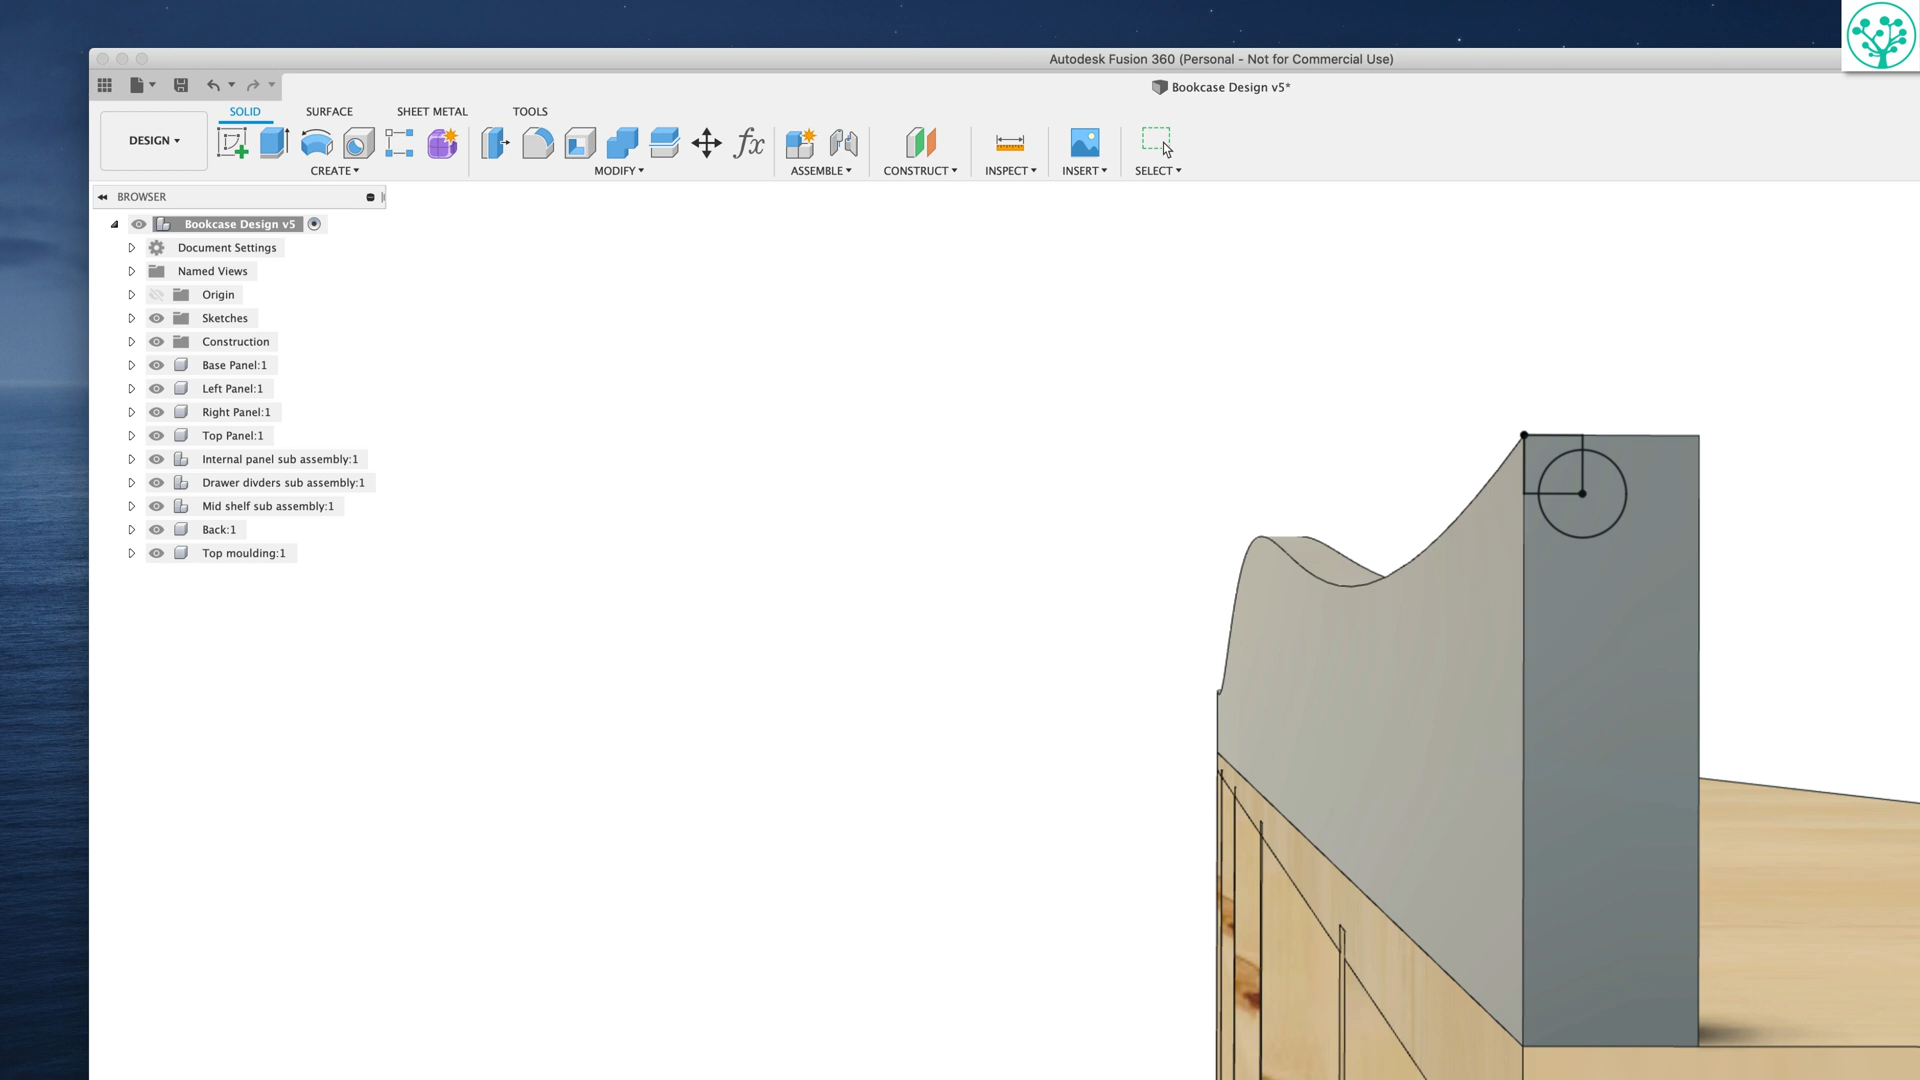 Autodesk Fusion 360 (Personal - Not for Commercial Use)
Bookcase Design v5*
SOLID SURFACE SHEET METAL TOOLS
DESIGN
fx
CREATE MODIFY ASSEMBLE CONSTRUCT INSPECT INSERT SELECT
BROWSER
Bookcase Design v5
Document Settings
Named Views
Origin
Sketches
Construction
Base Panel:1
Left Panel:1
Right Panel:1
Top Panel:1
Internal panel sub assembly:1
Drawer divders sub assembly:1
Mid shelf sub assembly:1
Back:1
Top moulding:1